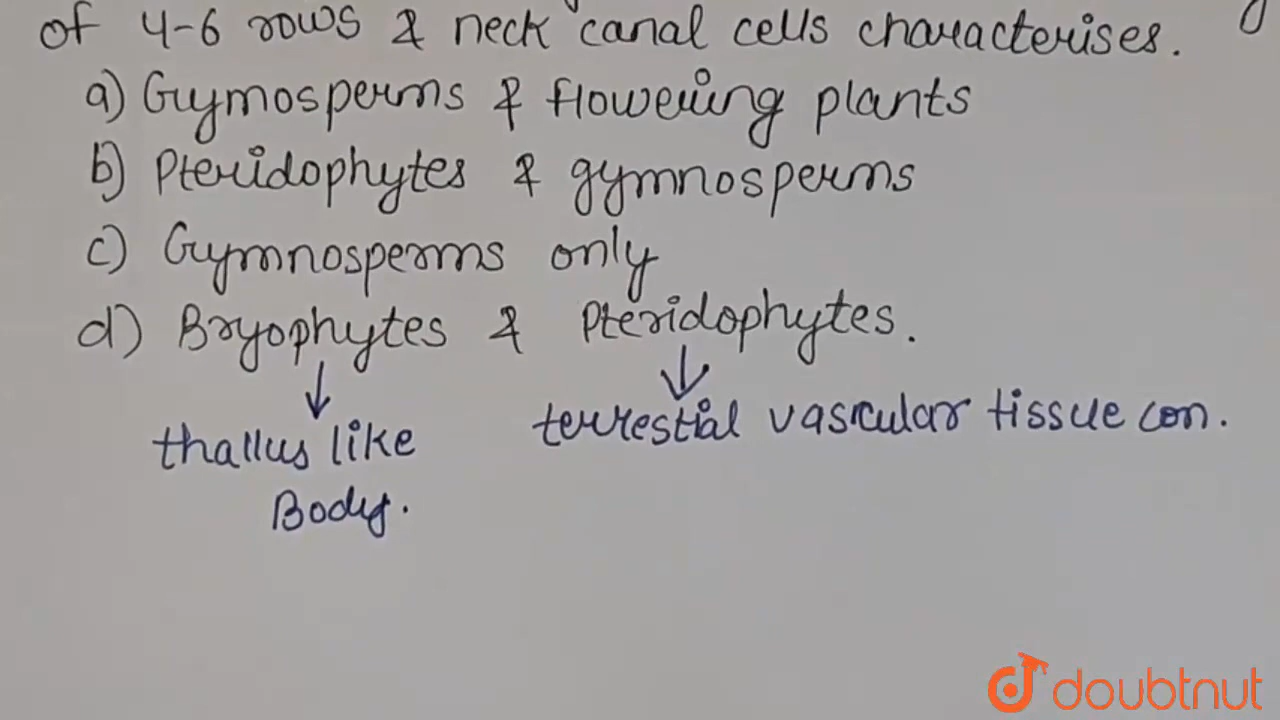 of 4-6 rows & neck canal cells characterises.
a) Gymosperms & flowering plants
b) Pteridophytes & gymnosperms
c) Gymnosperms only
d) Bryophytes & Pteridophytes.
thallus like
Body.
terrestial vascular tissue con.
doubtnut